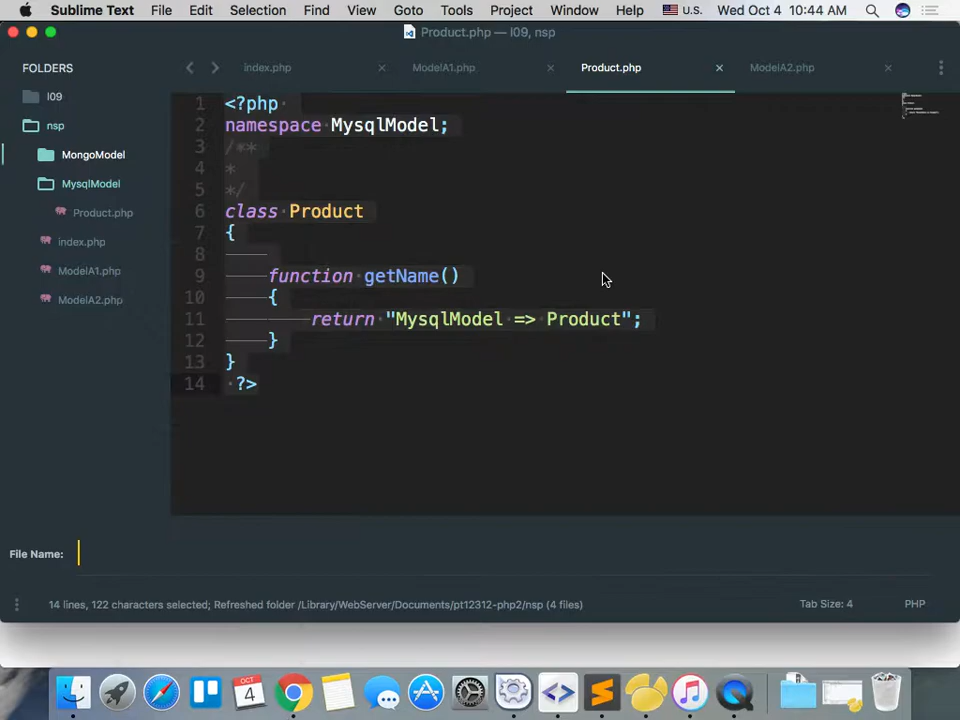 Sublime Text File Edit Selection Find View Goto Tools Project Window Help U.S. Wed Oct 4 10:44 AM
Product.php — l09, nsp
FOLDERS
l09
nsp
MongoModel
MysqlModel
Product.php
index.php
ModelA1.php
ModelA2.php
index.php × ModelA1.php × Product.php × ModelA2.php ×
1 <?php
2 namespace MysqlModel;
3 /**
4 *
5 */
6 class Product
7 {
8
9 function getName()
10 {
11 return "MysqlModel => Product";
12 }
13 }
14 ?>
File Name:
14 lines, 122 characters selected; Refreshed folder /Library/WebServer/Documents/pt12312-php2/nsp (4 files) Tab Size: 4 PHP
OCT
4